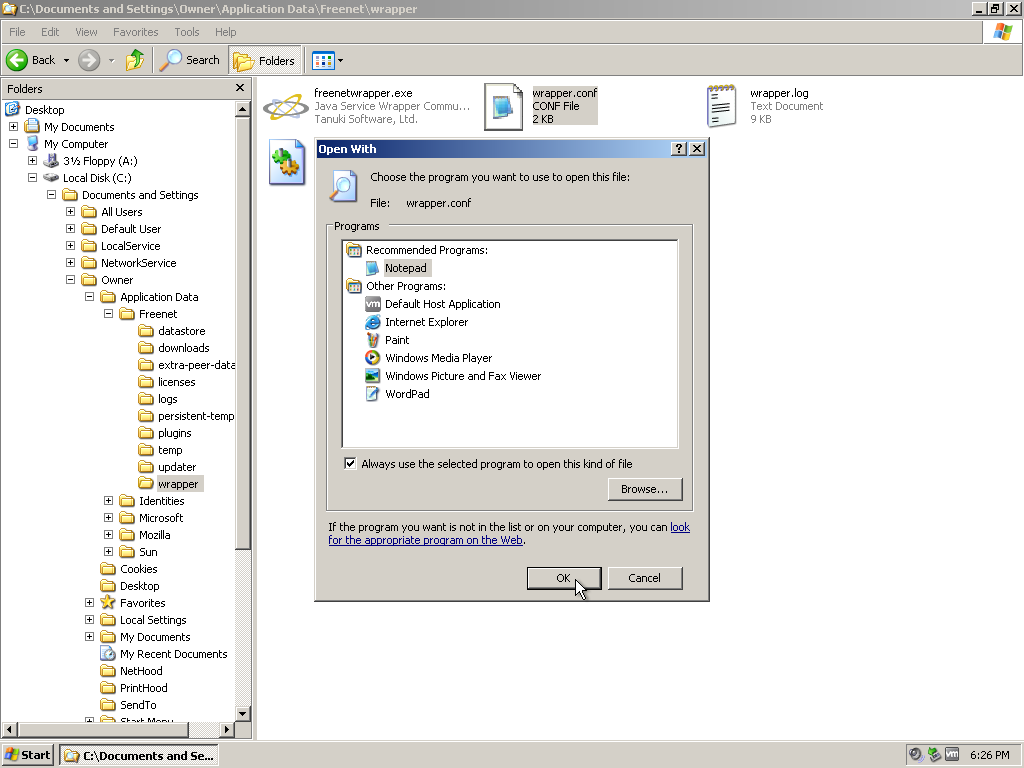 C:\Documents and Settings\Owner\Application Data\Freenet\wrapper
File Edit View Favorites Tools Help
Back Search Folders
Folders
Desktop
My Documents
My Computer
3½ Floppy (A:)
Local Disk (C:)
Documents and Settings
All Users
Default User
LocalService
NetworkService
Owner
Application Data
Freenet
datastore
downloads
extra-peer-data
licenses
logs
persistent-temp
plugins
temp
updater
wrapper
Identities
Microsoft
Mozilla
Sun
Cookies
Desktop
Favorites
Local Settings
My Documents
My Recent Documents
NetHood
PrintHood
SendTo
Start Menu
freenetwrapper.exe
Java Service Wrapper Commu...
Tanuki Software, Ltd.
wrapper.conf
CONF File
2 KB
wrapper.log
Text Document
9 KB
Open With
Choose the program you want to use to open this file:
File: wrapper.conf
Programs
Recommended Programs:
Notepad
Other Programs:
vm Default Host Application
Internet Explorer
Paint
Windows Media Player
Windows Picture and Fax Viewer
WordPad
Always use the selected program to open this kind of file
Browse...
If the program you want is not in the list or on your computer, you can look
for the appropriate program on the Web.
OK Cancel
Start C:\Documents and Se... vm 6:26 PM